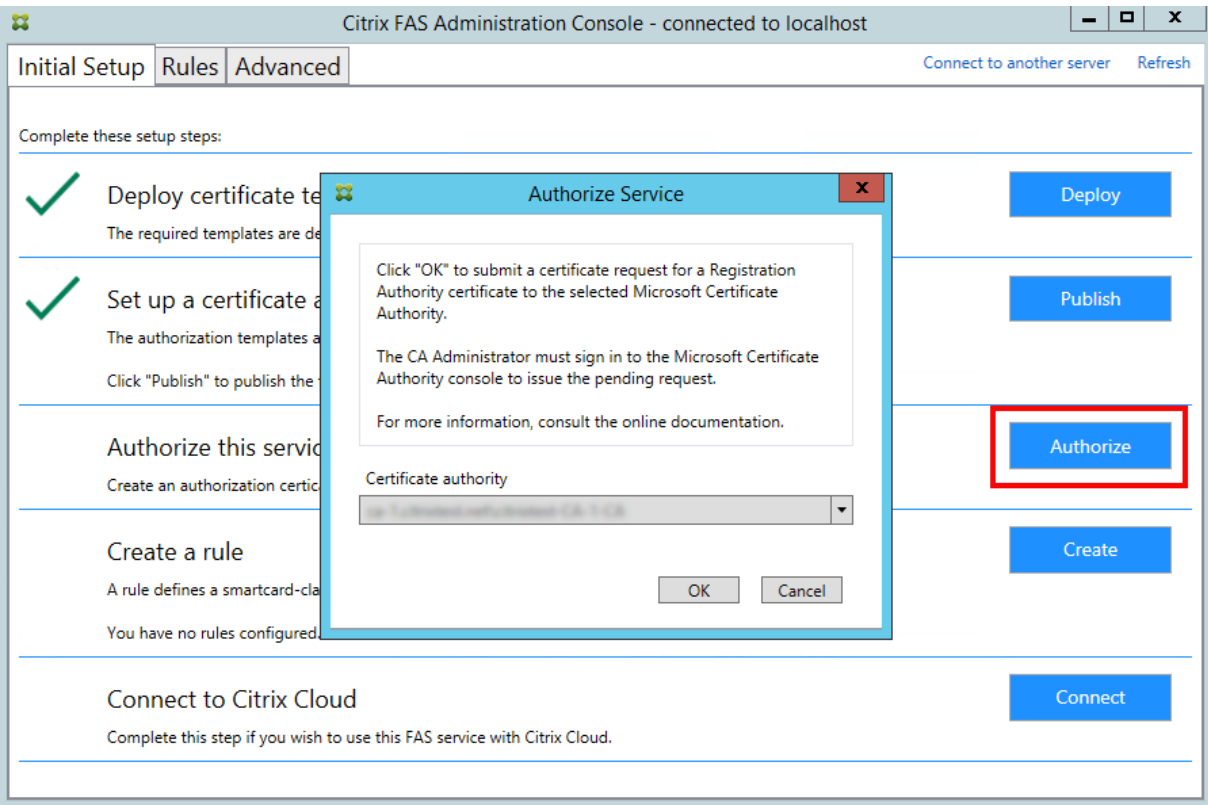 Citrix FAS Administration Console - connected to localhost
Initial Setup Rules Advanced Connect to another server Refresh
Complete these setup steps:
Deploy certificate te
Deploy
The required templates are de
Set up a certificate a
Publish
The authorization templates a
Click "Publish" to publish the
Authorize this servic
Authorize
Create an authorization certic
Create a rule
Create
A rule defines a smartcard-cla
You have no rules configured.
Connect to Citrix Cloud
Connect
Complete this step if you wish to use this FAS service with Citrix Cloud.
Authorize Service
Click "OK" to submit a certificate request for a Registration
Authority certificate to the selected Microsoft Certificate
Authority.
The CA Administrator must sign in to the Microsoft Certificate
Authority console to issue the pending request.
For more information, consult the online documentation.
Certificate authority
OK Cancel